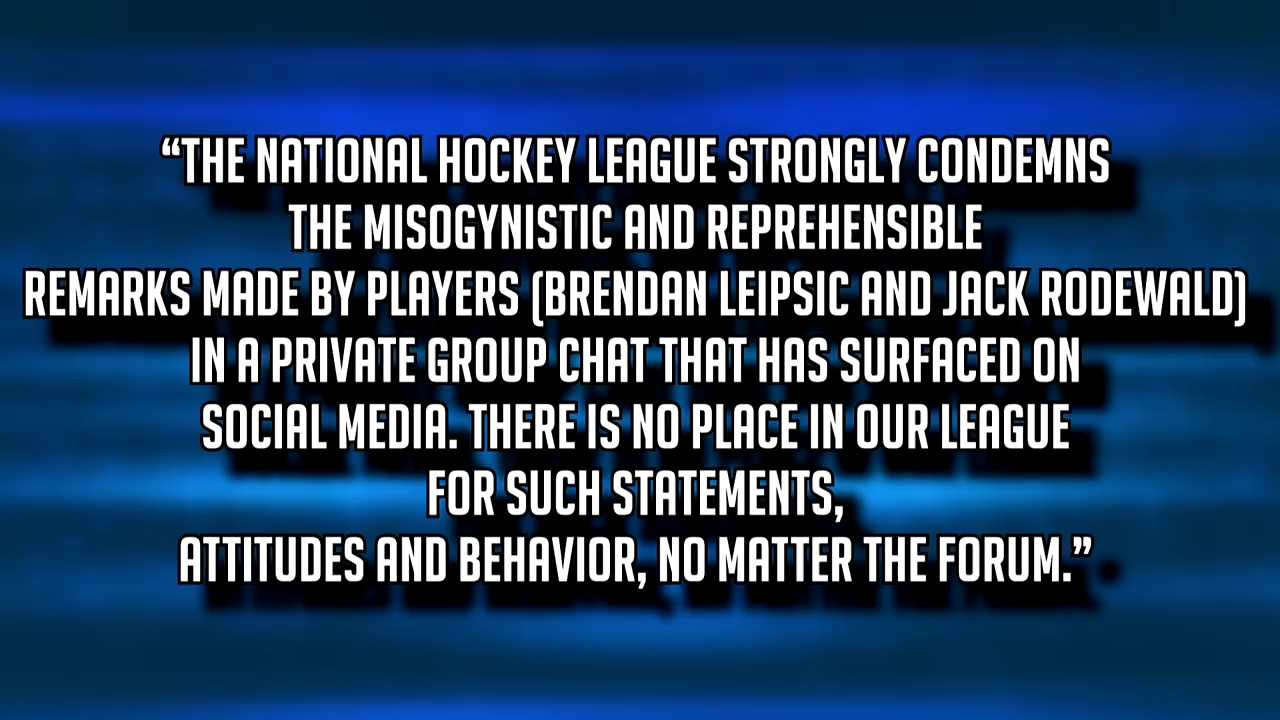 “THE NATIONAL HOCKEY LEAGUE STRONGLY CONDEMNS
THE MISOGYNISTIC AND REPREHENSIBLE
REMARKS MADE BY PLAYERS (BRENDAN LEIPSIC AND JACK RODEWALD)
IN A PRIVATE GROUP CHAT THAT HAS SURFACED ON
SOCIAL MEDIA. THERE IS NO PLACE IN OUR LEAGUE
FOR SUCH STATEMENTS,
ATTITUDES AND BEHAVIOR, NO MATTER THE FORUM.”